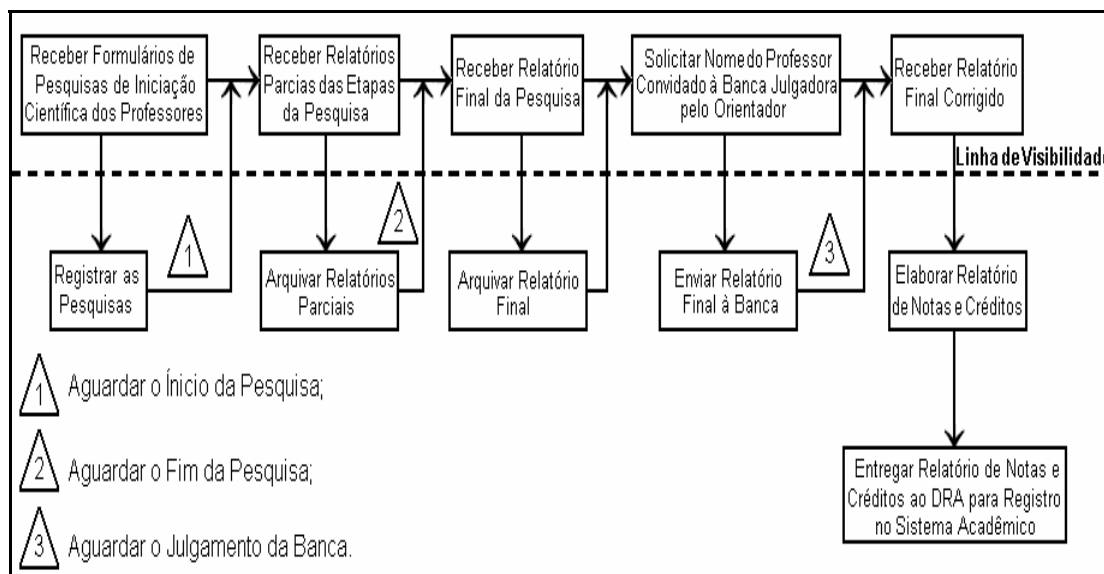 Receber Formulários de
Pesquisas de Iniciação
Científica dos Professores
Receber Relatórios
Parcias das Etapas
da Pesquisa
Receber Relatório
Final da Pesquisa
Solicitar Nome do Professor
Convidado à Banca Julgadora
pelo Orientador
Receber Relatório
Final Corrigido
Linha de Visibilidade
1
2
3
Registrar as
Pesquisas
Arquivar Relatórios
Parciais
Arquivar Relatório
Final
Enviar Relatório
Final à Banca
Elaborar Relatório
de Notas e Créditos
1 Aguardar o Ínicio da Pesquisa;
2 Aguardar o Fim da Pesquisa;
3 Aguardar o Julgamento da Banca.
Entregar Relatório de Notas e
Créditos ao DRA para Registro
no Sistema Acadêmico